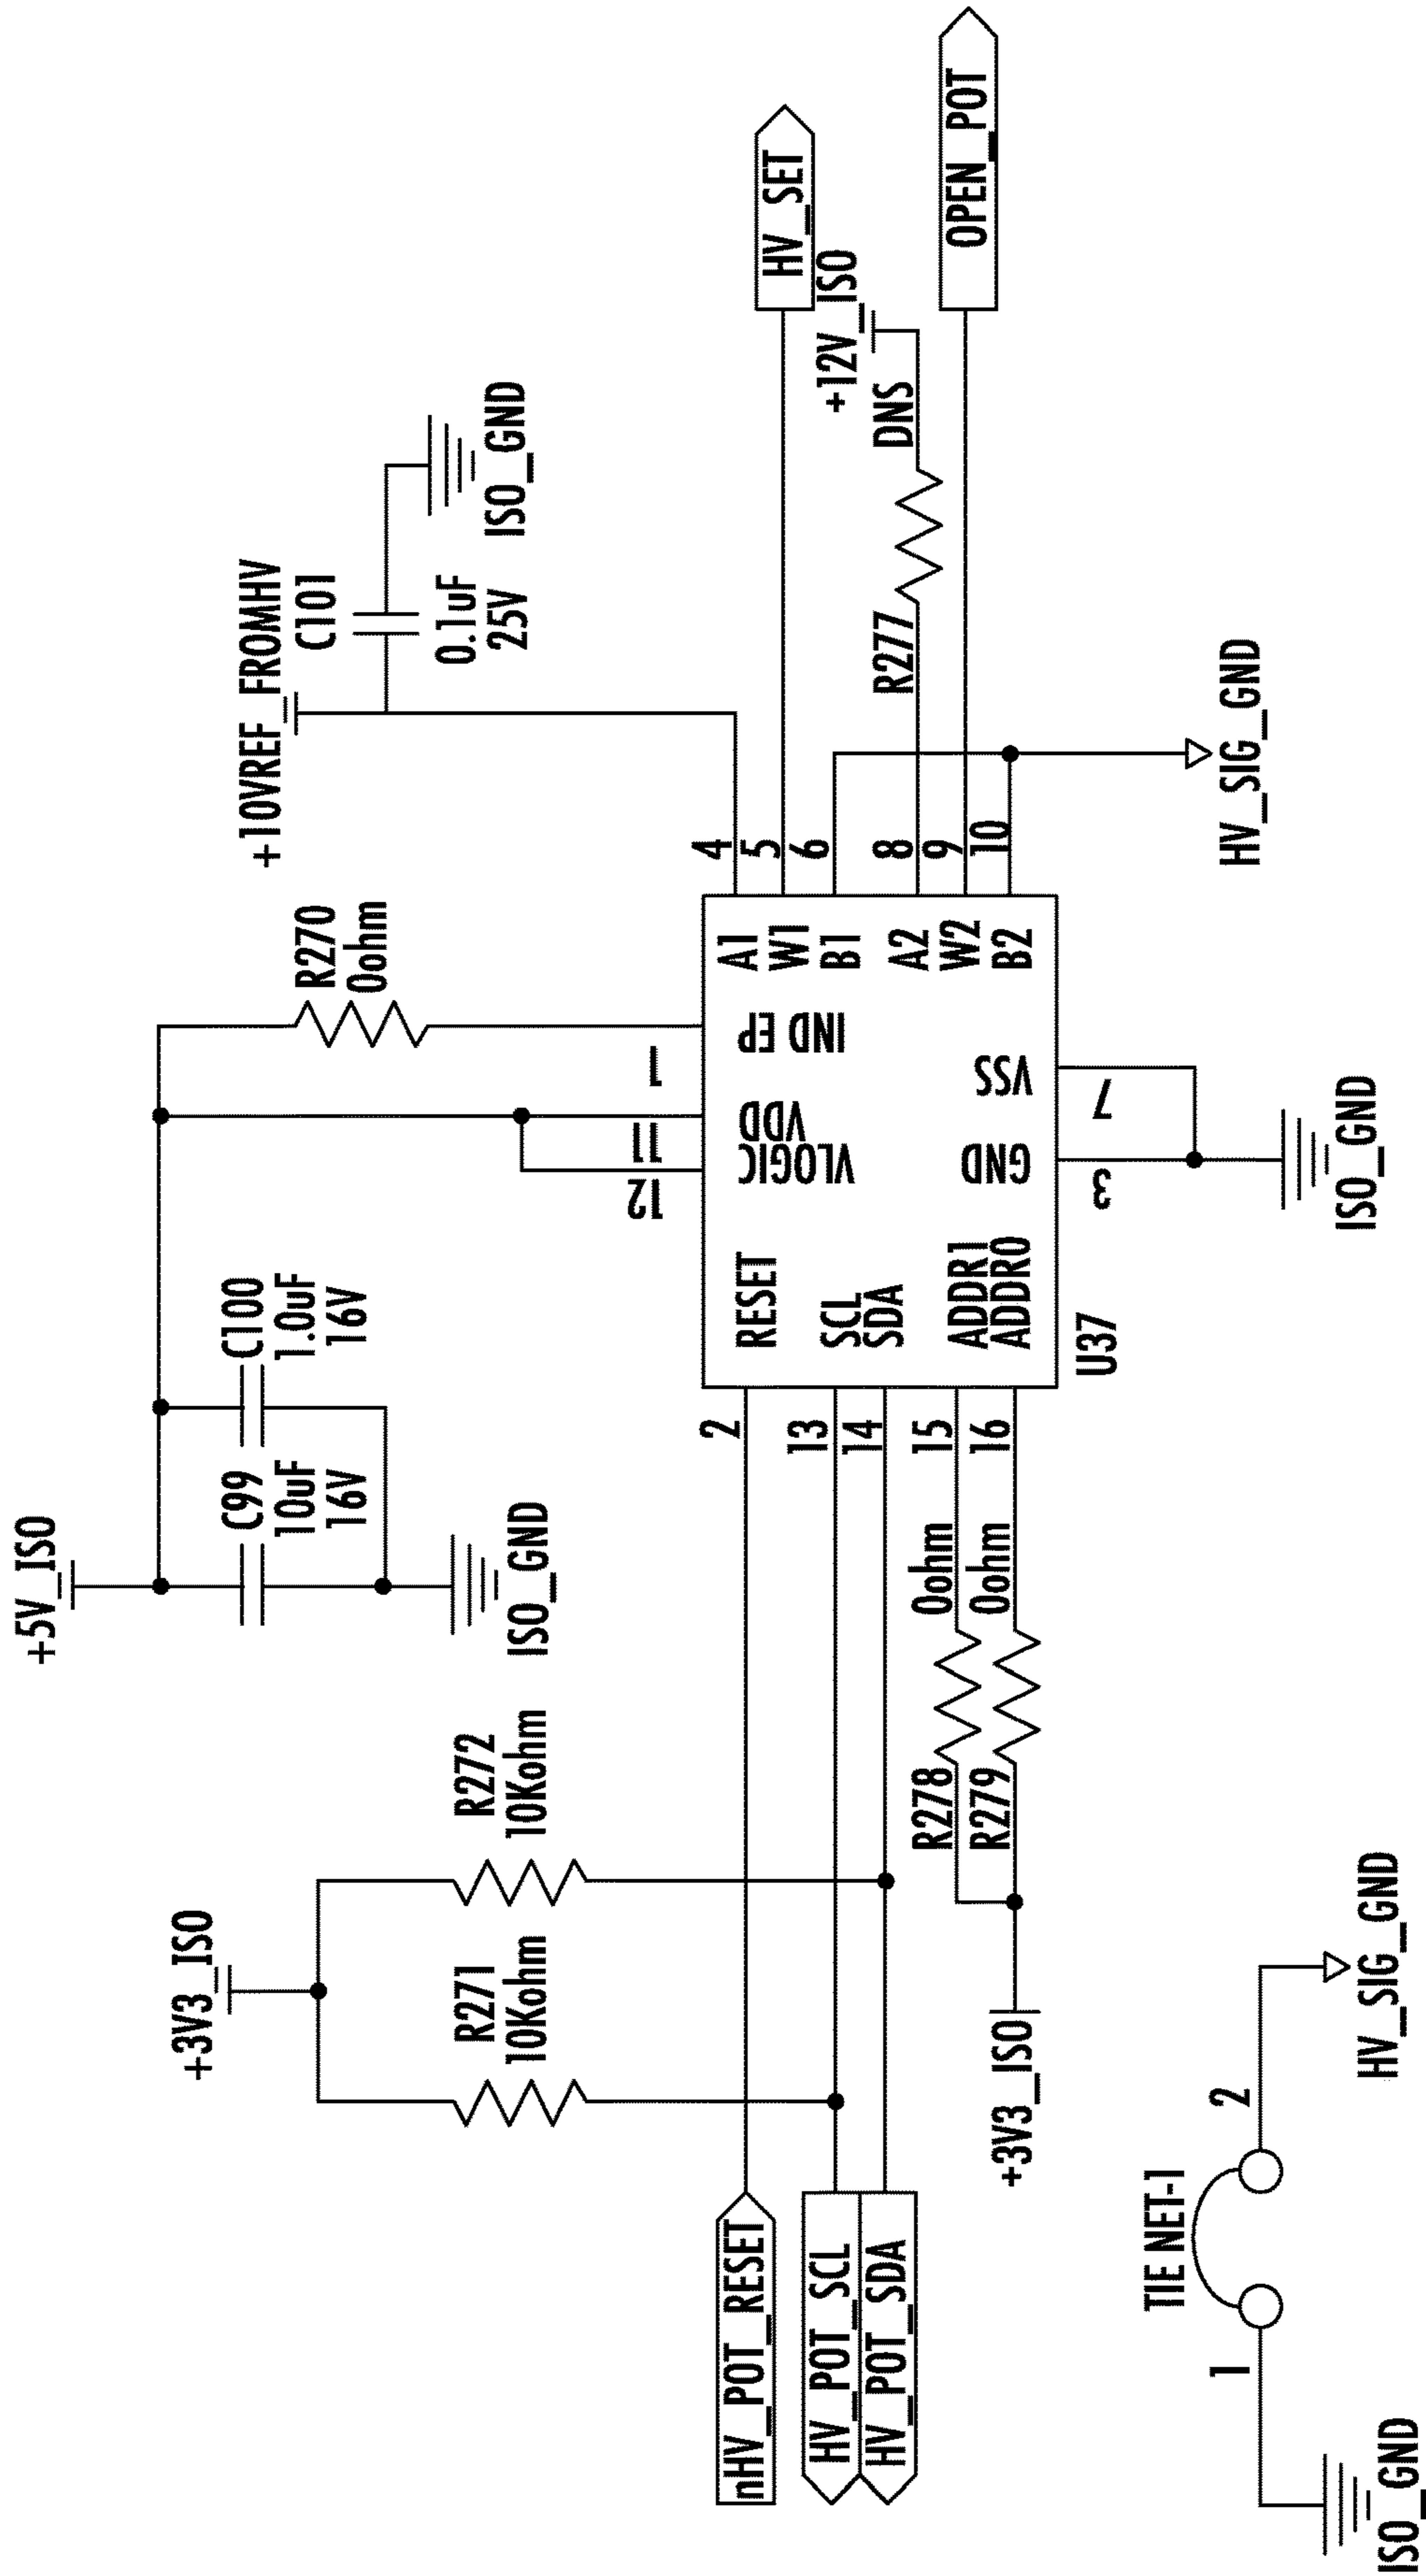 +5V_ISO
C99
10uF
16V
C100
1.0uF
16V
ISO_GND
R270
0ohm
+10VREF_FROMHV
C101
0.1uF
25V
ISO_GND
+3V3_ISO
R271
10Kohm
R272
10Kohm
nHV_POT_RESET
HV_POT_SCL
HV_POT_SDA
2
13
14
15
16
RESET
SCL
SDA
ADDR1
ADDR0
12
11
1
VLOGIC
VDD
IND EP
A1
W1
B1
A2
W2
B2
4
5
6
8
9
10
GND
VSS
3
7
U37
ISO_GND
HV_SET
+12V_ISO
DNS
R277
OPEN_POT
HV_SIG_GND
R278
0ohm
R279
0ohm
+3V3_ISO
TIE NET-1
1
2
ISO_GND
HV_SIG_GND